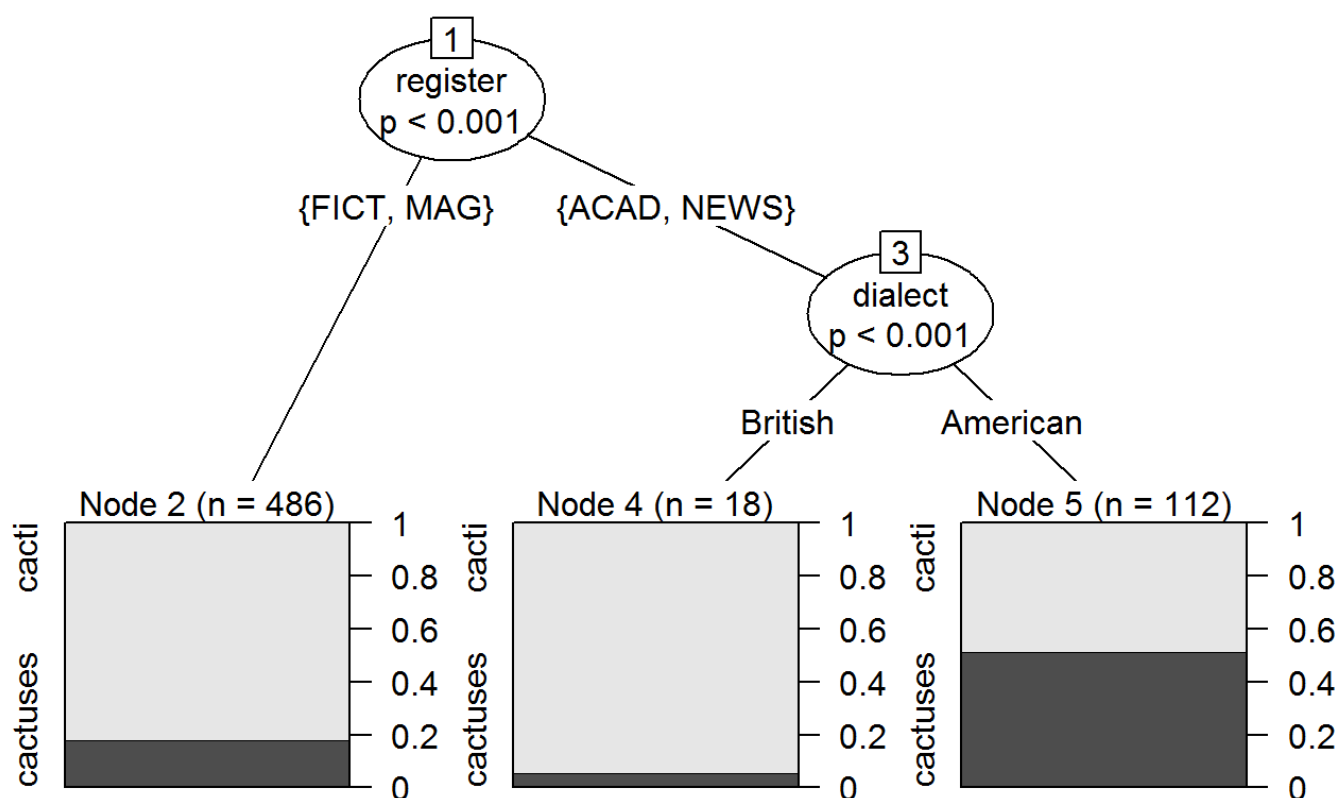 1
register
p < 0.001
{FICT, MAG} {ACAD, NEWS}
3
dialect
p < 0.001
British American
Node 2 (n = 486)
cacti
cactuses
1
0.8
0.6
0.4
0.2
0
Node 4 (n = 18)
cacti
cactuses
1
0.8
0.6
0.4
0.2
0
Node 5 (n = 112)
cacti
cactuses
1
0.8
0.6
0.4
0.2
0